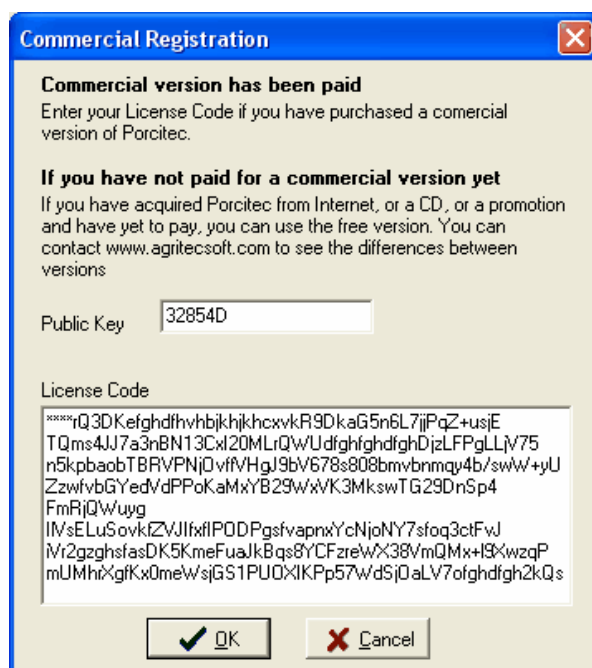 Commercial Registration
Commercial version has been paid
Enter your License Code if you have purchased a comercial
version of Porcitec.
If you have not paid for a commercial version yet
If you have acquired Porcitec from Internet, or a CD, or a promotion
and have yet to pay, you can use the free version. You can
contact www.agritecsoft.com to see the differences between
versions
Public Key 32854D
License Code
****rQ3DKefghdfhvhbjkhjkhcxvkR9DkaG5n6L7jjPqZ+usjE
TQms4JJ7a3nBN13CxI20MLrQWUdfghfghdfghDjzLFPgLLjV75
n5kpbaobTBRVPNjOvffVHgJ9bV678s808bmvbnmqy4b/swW+yU
ZzwfvbGYedVdPPoKaMxYB29WxVK3MkswTG29DnSp4
FmRjQWuyg
IIVsELuSovkfZVJIfxflPODPgsfvapnxYcNjoNY7sfoq3ctFwJ
iVr2gzghsfasDK5KmeFuaJkBqs8YCFzreWX38VmQMx+l9XwzqP
mUMhrXgfKx0meWsjGS1PUOXIKPp57WdSjOaLV7ofghdfgh2kQs
OK Cancel